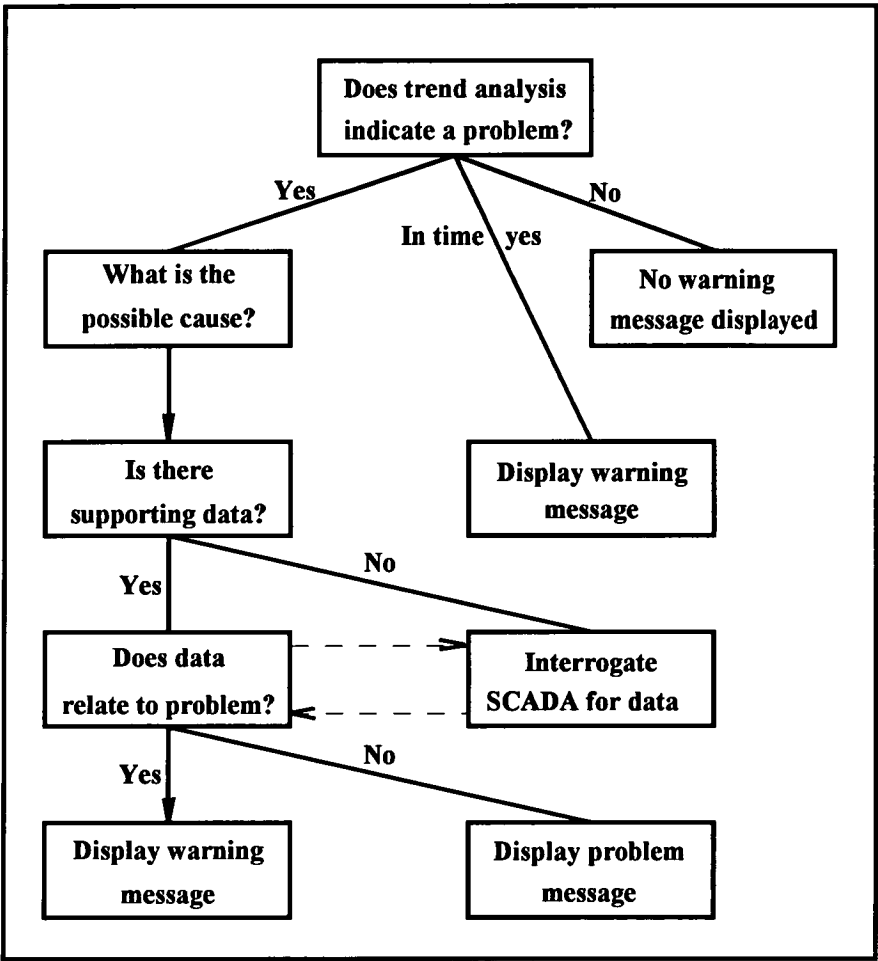 Does trend analysis
indicate a problem?
Yes
No
In time yes
What is the
possible cause?
No warning
message displayed
Is there
supporting data?
Display warning
message
No
Yes
Does data
relate to problem?
Interrogate
SCADA for data
No
Yes
Display warning
message
Display problem
message